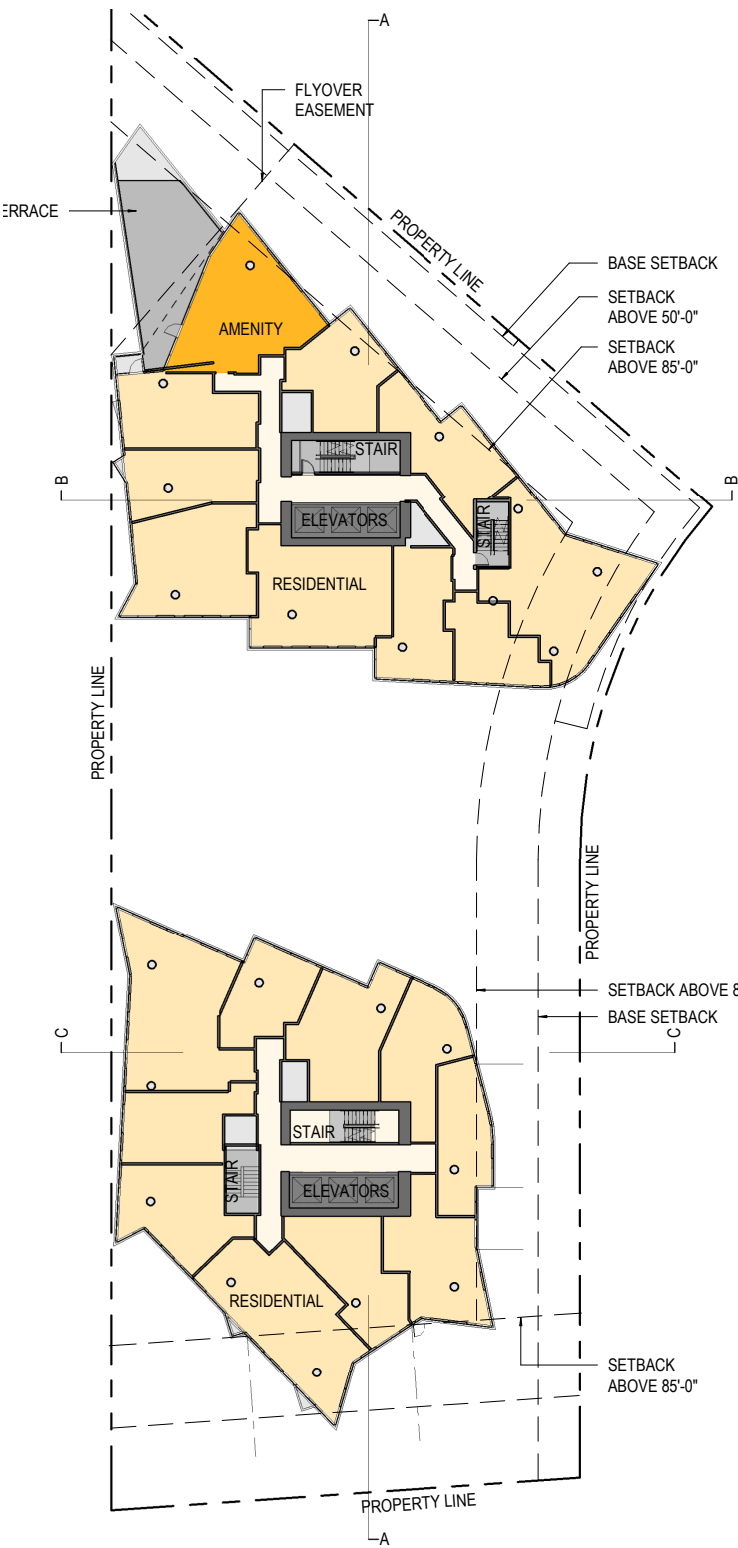 A
FLYOVER
EASEMENT
ERRACE
PROPERTY LINE
BASE SETBACK
SETBACK
ABOVE 50'-0"
SETBACK
ABOVE 85'-0"
AMENITY
STAIR
B
B
ELEVATORS
STAIR
RESIDENTIAL
PROPERTY LINE
PROPERTY LINE
SETBACK ABOVE 8
BASE SETBACK
C
C
STAIR
STAIR
ELEVATORS
RESIDENTIAL
SETBACK
ABOVE 85'-0"
PROPERTY LINE
A